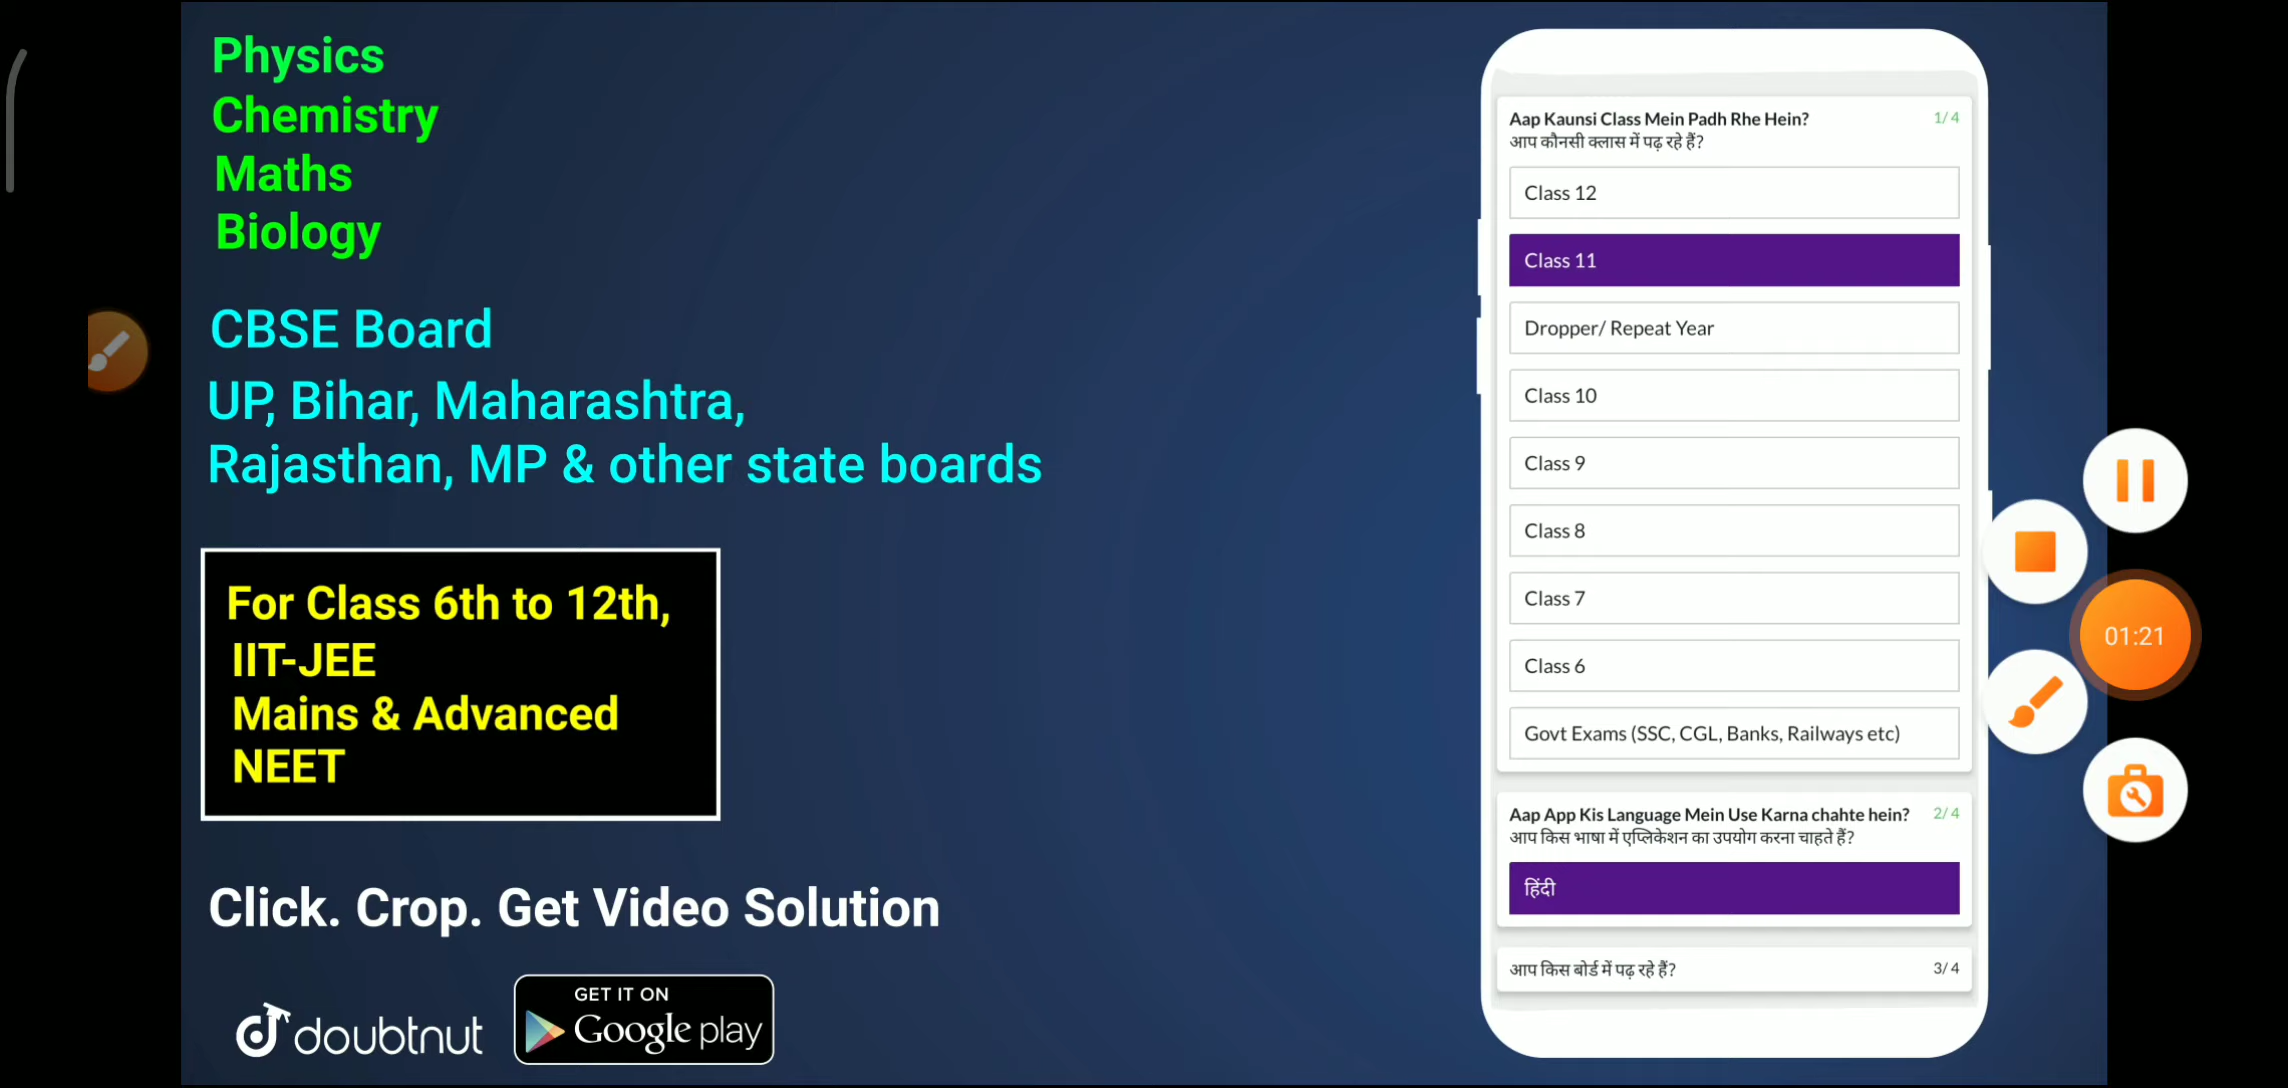 Physics
Chemistry
Maths
Biology
CBSE Board
UP, Bihar, Maharashtra,
Rajasthan, MP & other state boards
For Class 6th to 12th,
IIT-JEE
Mains & Advanced
NEET
Click. Crop. Get Video Solution
doubtnut
GET IT ON
Google play
Aap Kaunsi Class Mein Padh Rhe Hein? 1/4
आप कौनसी क्लास में पढ़ रहे हैं?
Class 12
Class 11
Dropper/ Repeat Year
Class 10
Class 9
Class 8
Class 7
Class 6
Govt Exams (SSC, CGL, Banks, Railways etc)
Aap App Kis Language Mein Use Karna chahte hein? 2/4
आप किस भाषा में एप्लिकेशन का उपयोग करना चाहते हैं?
हिंदी
आप किस बोर्ड में पढ़ रहे हैं? 3/4
01:21